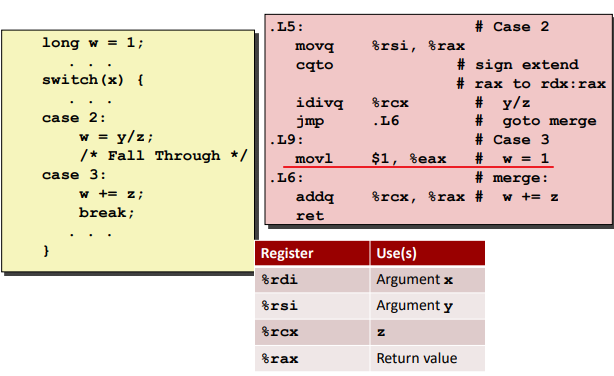 long w = 1;
. . .
switch(x) {
. . .
case 2:
w = y/z;
/* Fall Through */
case 3:
w += z;
break;
. . .
}
.L5: # Case 2
movq %rsi, %rax
cqto # sign extend
# rax to rdx:rax
idivq %rcx # y/z
jmp .L6 # goto merge
.L9: # Case 3
movl $1, %eax # w = 1
.L6: # merge:
addq %rcx, %rax # w += z
ret
Register Use(s)
%rdi Argument x
%rsi Argument y
%rcx z
%rax Return value